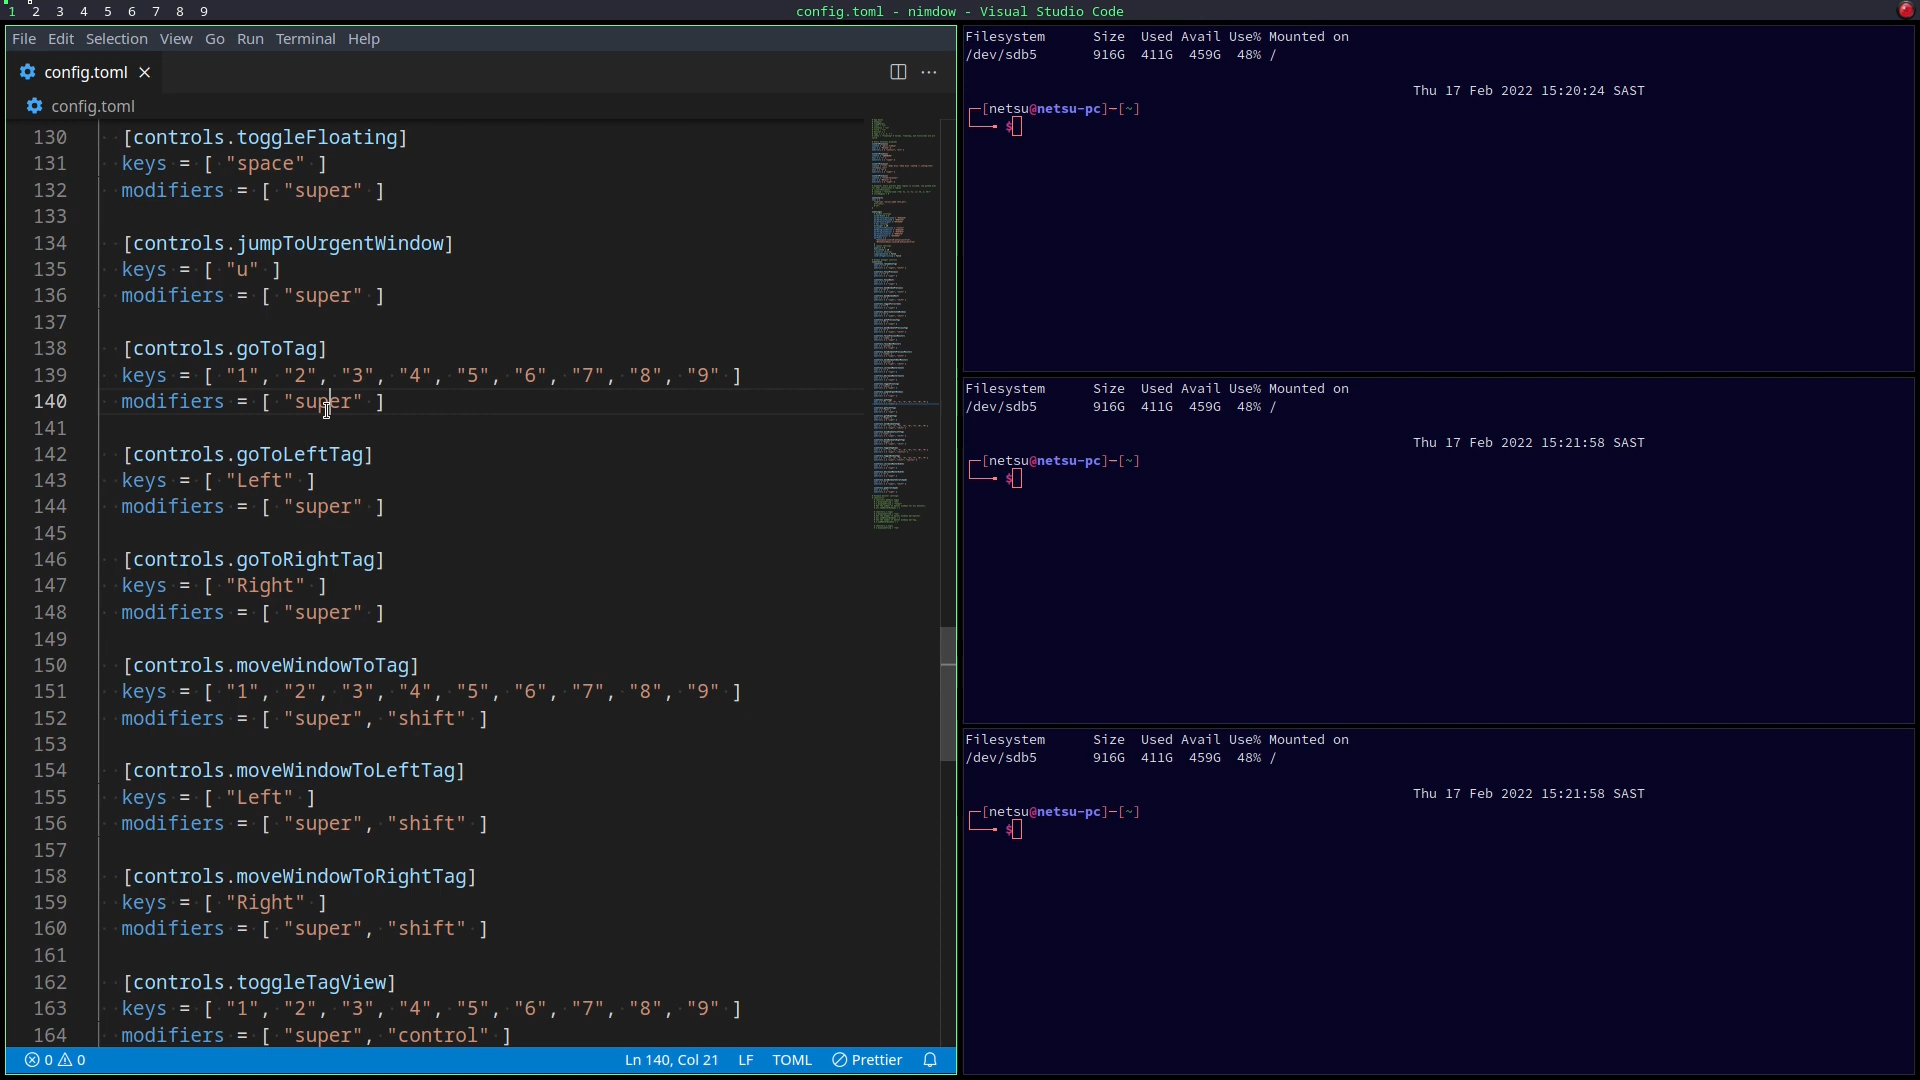 1 2 3 4 5 6 7 8 9
config.toml - nimdow - Visual Studio Code
File Edit Selection View Go Run Terminal Help
config.toml
config.toml
130 [controls.toggleFloating]
131 keys = [ "space" ]
132 modifiers = [ "super" ]
133
134 [controls.jumpToUrgentWindow]
135 keys = [ "u" ]
136 modifiers = [ "super" ]
137
138 [controls.goToTag]
139 keys = [ "1", "2", "3", "4", "5", "6", "7", "8", "9" ]
140 modifiers = [ "super" ]
141
142 [controls.goToLeftTag]
143 keys = [ "Left" ]
144 modifiers = [ "super" ]
145
146 [controls.goToRightTag]
147 keys = [ "Right" ]
148 modifiers = [ "super" ]
149
150 [controls.moveWindowToTag]
151 keys = [ "1", "2", "3", "4", "5", "6", "7", "8", "9" ]
152 modifiers = [ "super", "shift" ]
153
154 [controls.moveWindowToLeftTag]
155 keys = [ "Left" ]
156 modifiers = [ "super", "shift" ]
157
158 [controls.moveWindowToRightTag]
159 keys = [ "Right" ]
160 modifiers = [ "super", "shift" ]
161
162 [controls.toggleTagView]
163 keys = [ "1", "2", "3", "4", "5", "6", "7", "8", "9" ]
164 modifiers = [ "super", "control" ]
0 0 Ln 140, Col 21 LF TOML Prettier
Filesystem Size Used Avail Use% Mounted on
/dev/sdb5 916G 411G 459G 48% /
Thu 17 Feb 2022 15:20:24 SAST
┌─[netsu@netsu-pc]─[~]
└──╼ $
Filesystem Size Used Avail Use% Mounted on
/dev/sdb5 916G 411G 459G 48% /
Thu 17 Feb 2022 15:21:58 SAST
┌─[netsu@netsu-pc]─[~]
└──╼ $
Filesystem Size Used Avail Use% Mounted on
/dev/sdb5 916G 411G 459G 48% /
Thu 17 Feb 2022 15:21:58 SAST
┌─[netsu@netsu-pc]─[~]
└──╼ $